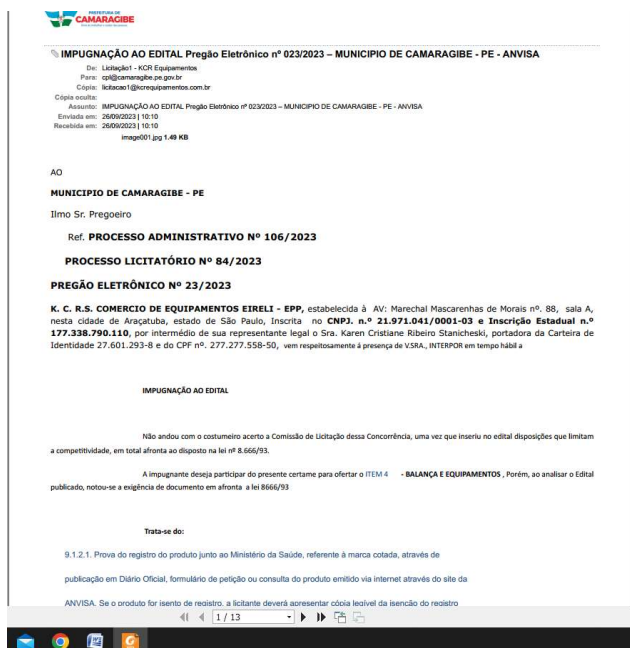 PREFEITURA DE
CAMARAGIBE
IMPUGNAÇÃO AO EDITAL Pregão Eletrônico nº 023/2023 – MUNICIPIO DE CAMARAGIBE - PE - ANVISA
De: Licitação1 - KCR Equipamentos
Para: cpl@camaragibe.pe.gov.br
Cópia: licitacao1@kcrequipamentos.com.br
Cópia oculta:
Assunto: IMPUGNAÇÃO AO EDITAL Pregão Eletrônico nº 023/2023 – MUNICIPIO DE CAMARAGIBE - PE - ANVISA
Enviada em: 26/09/2023 | 10:10
Recebida em: 26/09/2023 | 10:10
image001.jpg 1.49 KB
AO
MUNICIPIO DE CAMARAGIBE - PE
Ilmo Sr. Pregoeiro
Ref. PROCESSO ADMINISTRATIVO Nº 106/2023
PROCESSO LICITATÓRIO Nº 84/2023
PREGÃO ELETRÔNICO Nº 23/2023
K. C. R.S. COMERCIO DE EQUIPAMENTOS EIRELI - EPP, estabelecida à AV: Marechal Mascarenhas de Morais nº. 88, sala A,
nesta cidade de Araçatuba, estado de São Paulo, Inscrita no CNPJ. n.º 21.971.041/0001-03 e Inscrição Estadual n.º
177.338.790.110, por intermédio de sua representante legal o Sra. Karen Cristiane Ribeiro Stanicheski, portadora da Carteira de
Identidade 27.601.293-8 e do CPF nº. 277.277.558-50, vem respeitosamente á presença de V.SRA., INTERPOR em tempo hábil a
IMPUGNAÇÃO AO EDITAL
Não andou com o costumeiro acerto a Comissão de Licitação dessa Concorrência, uma vez que inseriu no edital disposições que limitam
a competitividade, em total afronta ao disposto na lei nº 8.666/93.
A impugnante deseja participar do presente certame para ofertar o ITEM 4 - BALANÇA E EQUIPAMENTOS , Porém, ao analisar o Edital
publicado, notou-se a exigência de documento em afronta a lei 8666/93
Trata-se do:
9.1.2.1. Prova do registro do produto junto ao Ministério da Saúde, referente à marca cotada, através de
publicação em Diário Oficial, formulário de petição ou consulta do produto emitido via internet através do site da
ANVISA. Se o produto for isento de registro, a licitante deverá apresentar cópia legível da isenção do registro
1 / 13